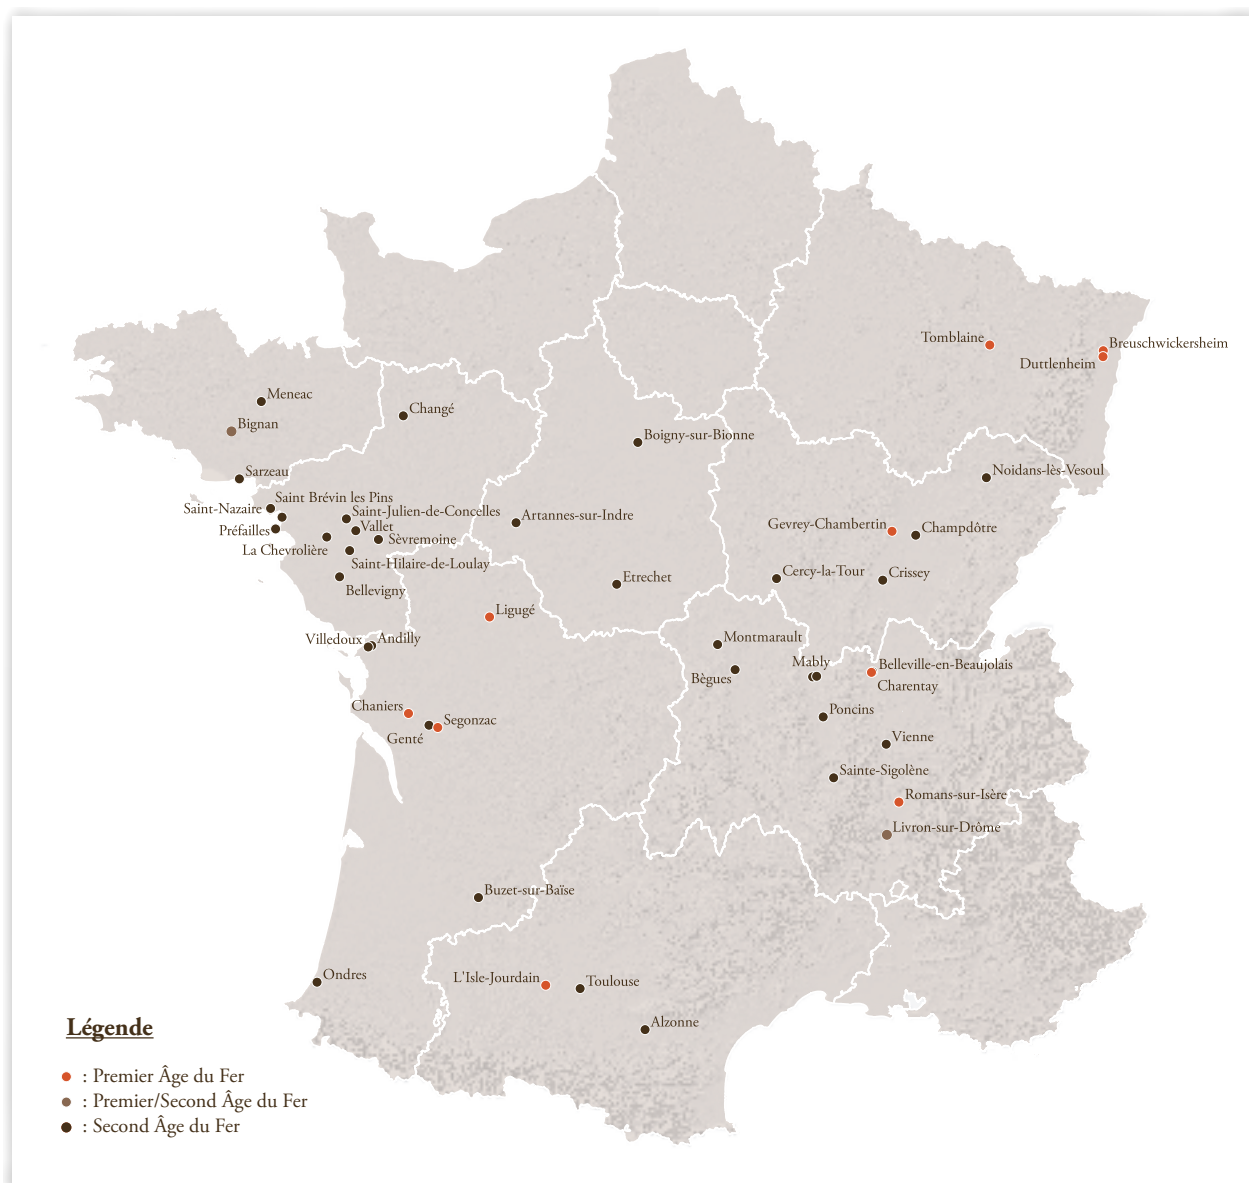 Tomblaine
Breuschwickersheim
Duttlenheim
Meneac
Changé
Bignan
Boigny-sur-Bionne
Sarzeau
Noidans-lès-Vesoul
Saint Brévin les Pins
Saint-Nazaire
Saint-Julien-de-Concelles
Artannes-sur-Indre
Gevrey-Chambertin
Champdôtre
Préfailles
Vallet
Sèvremoine
La Chevrolière
Saint-Hilaire-de-Loulay
Cercy-la-Tour
Crissey
Etrechet
Bellevigny
Ligugé
Villedoux
Andilly
Montmarault
Mably
Belleville-en-Beaujolais
Bègues
Charentay
Chaniers
Segonzac
Poncins
Genté
Vienne
Sainte-Sigolène
Romans-sur-Isère
Livron-sur-Drôme
Buzet-sur-Baïse
Ondres
L'Isle-Jourdain
Toulouse
Alzonne
Légende
: Premier Âge du Fer
: Premier/Second Âge du Fer
: Second Âge du Fer